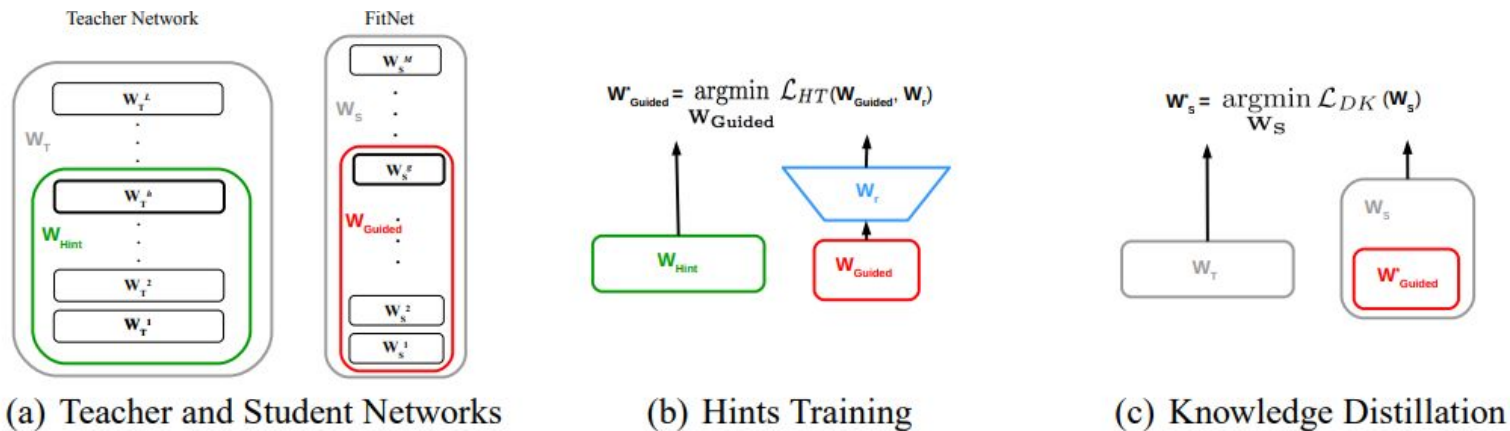 Teacher Network
W_T^L
W_T
W_T^h
W_Hint
W_T^2
W_T^1
FitNet
W_S^M
W_S
W_S^g
W_Guided
W_S^2
W_S^1
(a) Teacher and Student Networks
W*_Guided = argmin L_HT(W_Guided, W_r)
W_Guided
W_r
W_Hint
W_Guided
(b) Hints Training
W*_s = argmin L_DK (W_s)
W_S
W_S
W_T
W*_Guided
(c) Knowledge Distillation